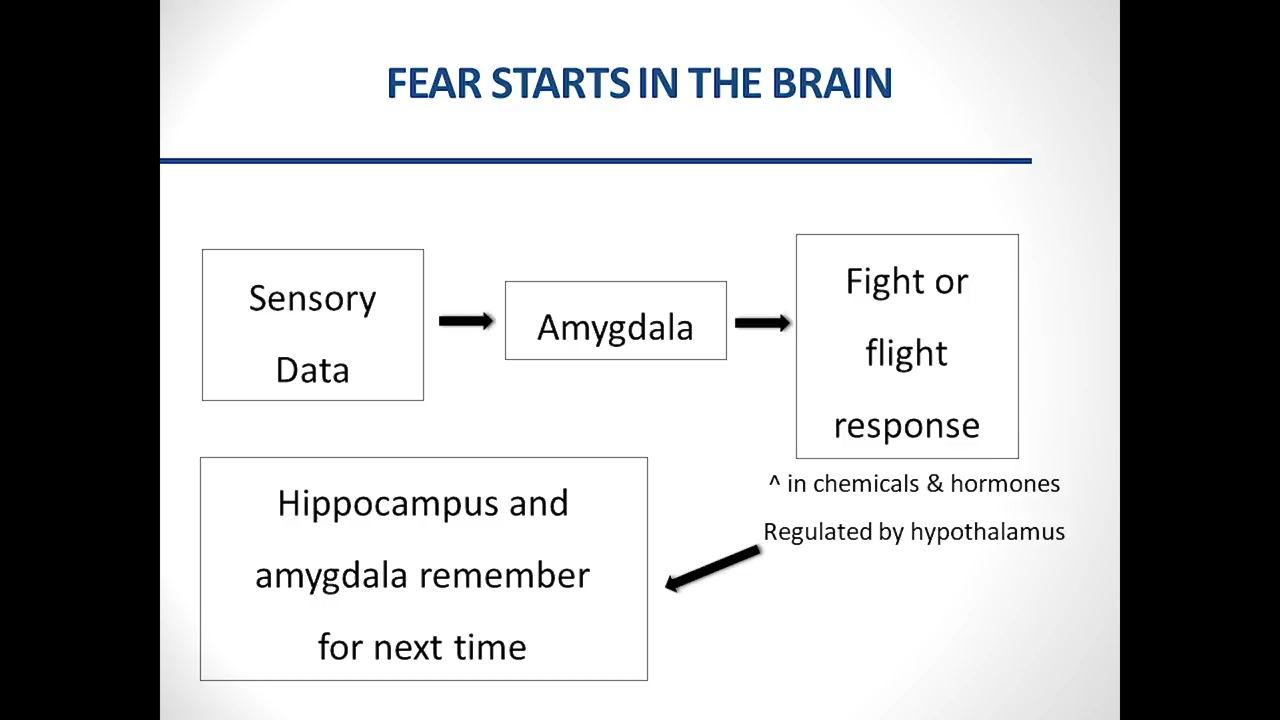 FEAR STARTS IN THE BRAIN
Sensory
Data
Amygdala
Fight or
flight
response
^ in chemicals & hormones
Regulated by hypothalamus
Hippocampus and
amygdala remember
for next time